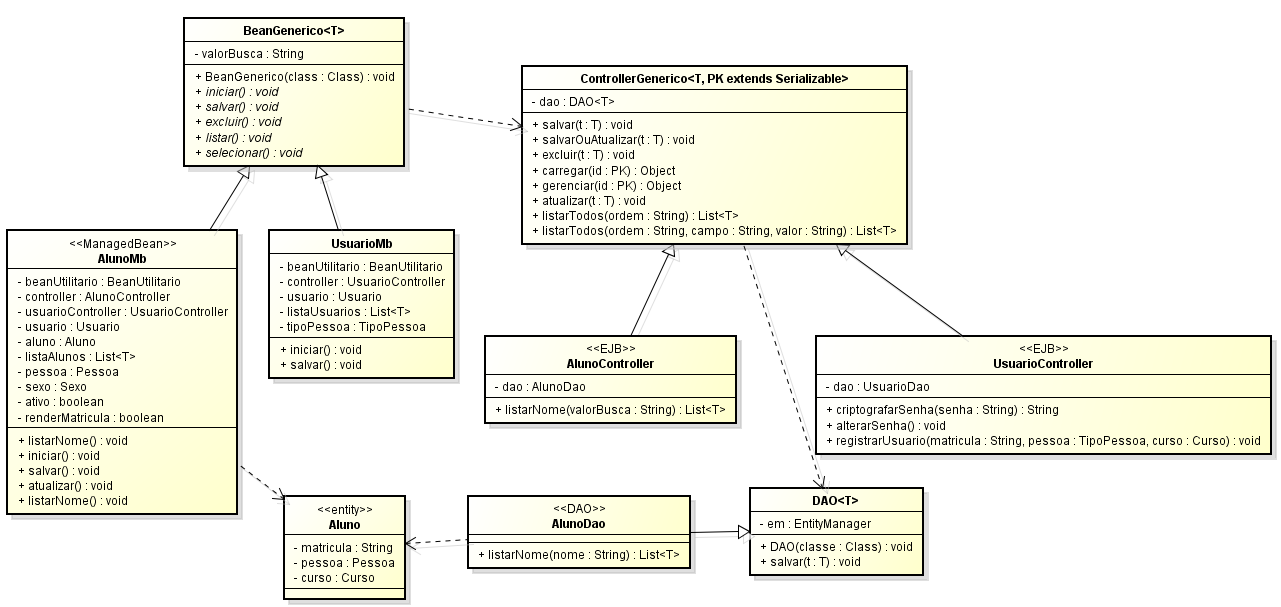 BeanGenerico<T>
- valorBusca : String
+ BeanGenerico(class : Class) : void
+ iniciar() : void
+ salvar() : void
+ excluir() : void
+ listar() : void
+ selecionar() : void
ControllerGenerico<T, PK extends Serializable>
- dao : DAO<T>
+ salvar(t : T) : void
+ salvarOuAtualizar(t : T) : void
+ excluir(t : T) : void
+ carregar(id : PK) : Object
+ gerenciar(id : PK) : Object
+ atualizar(t : T) : void
+ listarTodos(ordem : String) : List<T>
+ listarTodos(ordem : String, campo : String, valor : String) : List<T>
<<ManagedBean>>
AlunoMb
- beanUtilitario : BeanUtilitario
- controller : AlunoController
- usuarioController : UsuarioController
- usuario : Usuario
- aluno : Aluno
- listaAlunos : List<T>
- pessoa : Pessoa
- sexo : Sexo
- ativo : boolean
- renderMatricula : boolean
+ listarNome() : void
+ iniciar() : void
+ salvar() : void
+ atualizar() : void
+ listarNome() : void
UsuarioMb
- beanUtilitario : BeanUtilitario
- controller : UsuarioController
- usuario : Usuario
- listaUsuarios : List<T>
- tipoPessoa : TipoPessoa
+ iniciar() : void
+ salvar() : void
<<EJB>>
AlunoController
- dao : AlunoDao
+ listarNome(valorBusca : String) : List<T>
<<EJB>>
UsuarioController
- dao : UsuarioDao
+ criptografarSenha(senha : String) : String
+ alterarSenha() : void
+ registrarUsuario(matricula : String, pessoa : TipoPessoa, curso : Curso) : void
<<entity>>
Aluno
- matricula : String
- pessoa : Pessoa
- curso : Curso
<<DAO>>
AlunoDao
+ listarNome(nome : String) : List<T>
DAO<T>
- em : EntityManager
+ DAO(classe : Class) : void
+ salvar(t : T) : void